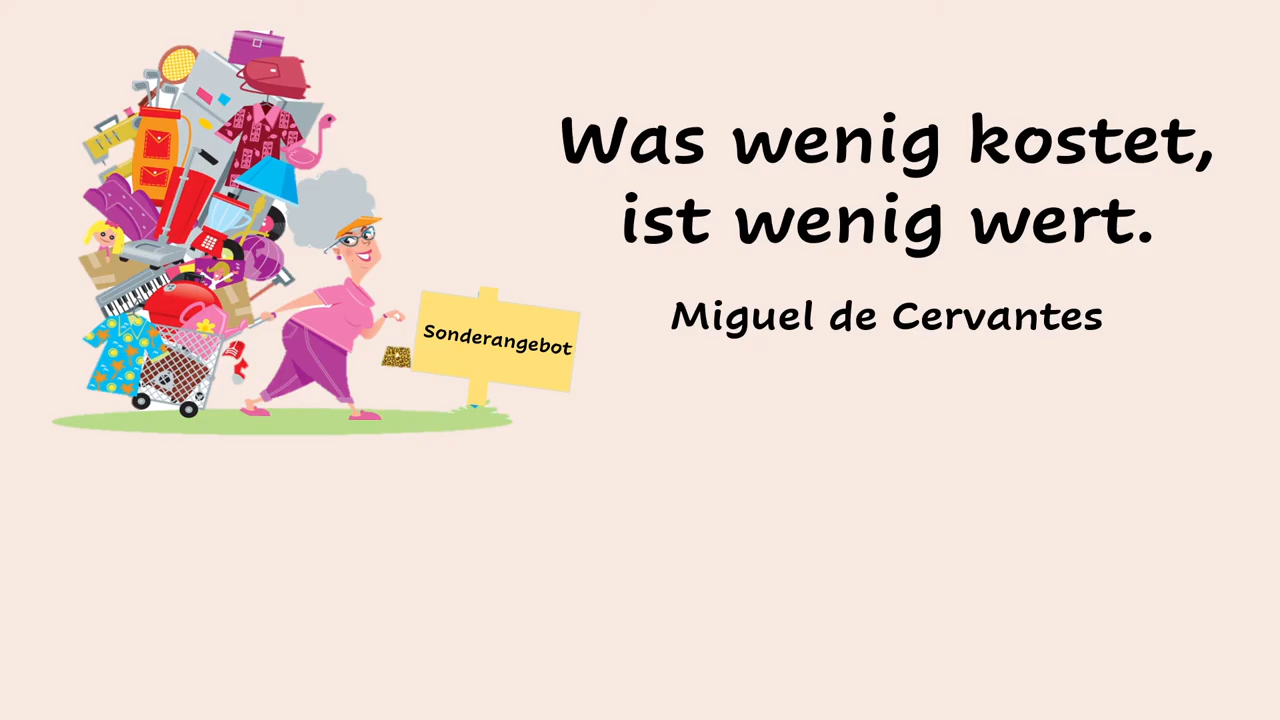 Was wenig kostet,
ist wenig wert.
Miguel de Cervantes
Sonderangebot